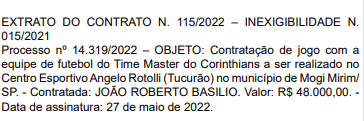 EXTRATO DO CONTRATO N. 115/2022 – INEXIGIBILIDADE N.
015/2021
Processo nº 14.319/2022 – OBJETO: Contratação de jogo com a
equipe de futebol do Time Master do Corinthians a ser realizado no
Centro Esportivo Angelo Rotolli (Tucurão) no município de Mogi Mirim/
SP. - Contratada: JOÃO ROBERTO BASILIO. Valor: R$ 48.000,00. -
Data de assinatura: 27 de maio de 2022.